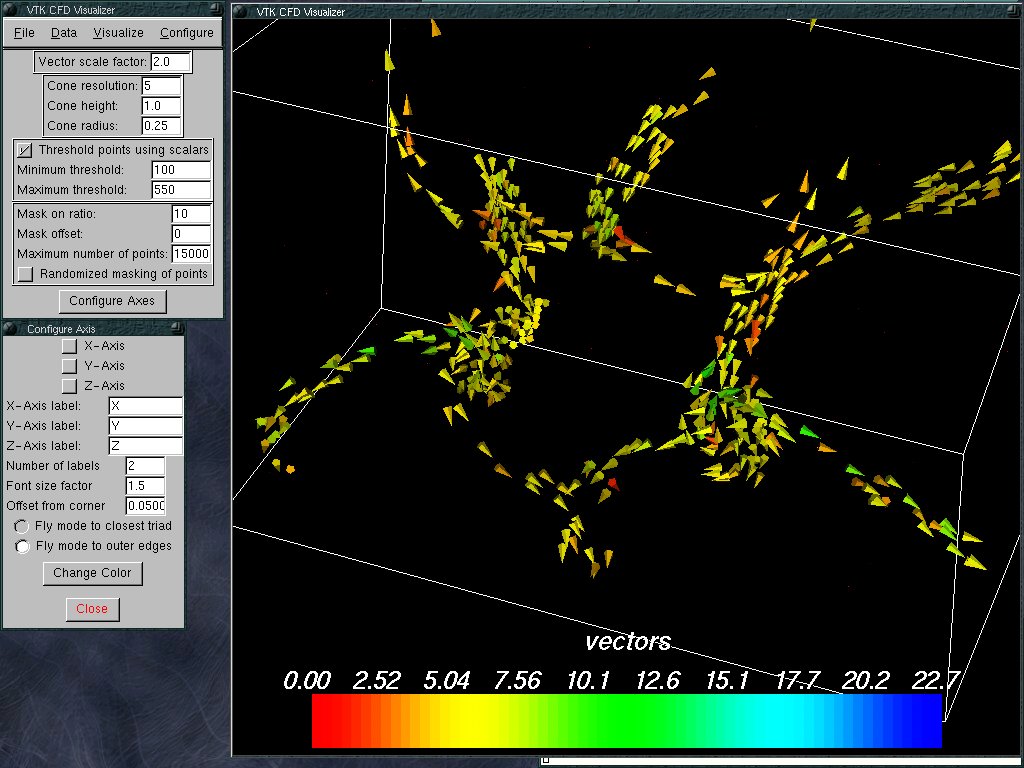 VTK CFD Visualizer
File Data Visualize Configure
Vector scale factor: 2.0
Cone resolution: 5
Cone height: 1.0
Cone radius: 0.25
Threshold points using scalars
Minimum threshold: 100
Maximum threshold: 550
Mask on ratio: 10
Mask offset: 0
Maximum number of points: 15000
Randomized masking of points
Configure Axes
Configure Axis
X-Axis
Y-Axis
Z-Axis
X-Axis label: X
Y-Axis label: Y
Z-Axis label: Z
Number of labels 2
Font size factor 1.5
Offset from corner 0.0500
Fly mode to closest triad
Fly mode to outer edges
Change Color
Close
VTK CFD Visualizer
vectors
0.00 2.52 5.04 7.56 10.1 12.6 15.1 17.7 20.2 22.7